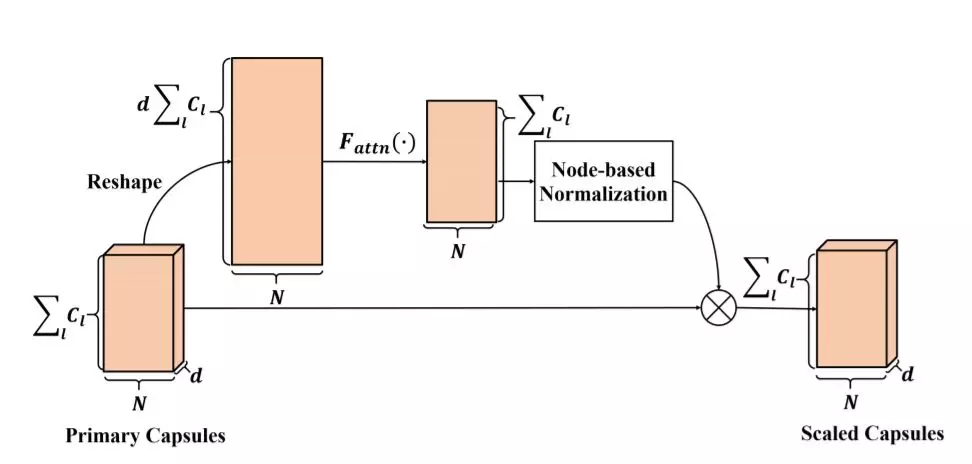 d ∑_l C_l
N
Reshape
F_attn(·)
∑_l C_l
N
Node-based
Normalization
∑_l C_l
d
N
Primary Capsules
∑_l C_l
d
N
Scaled Capsules